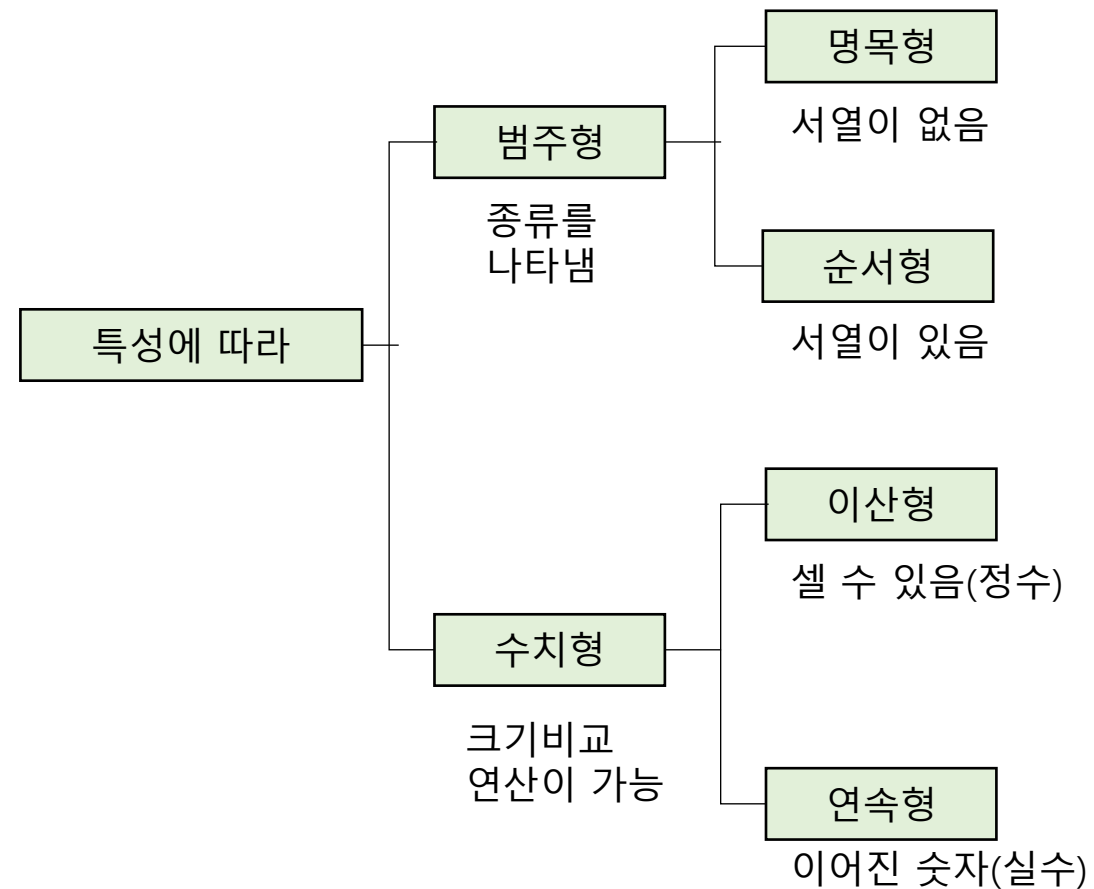 특성에 따라
범주형
종류를
나타냄
명목형
서열이 없음
순서형
서열이 있음
수치형
크기비교
연산이 가능
이산형
셀 수 있음(정수)
연속형
이어진 숫자(실수)